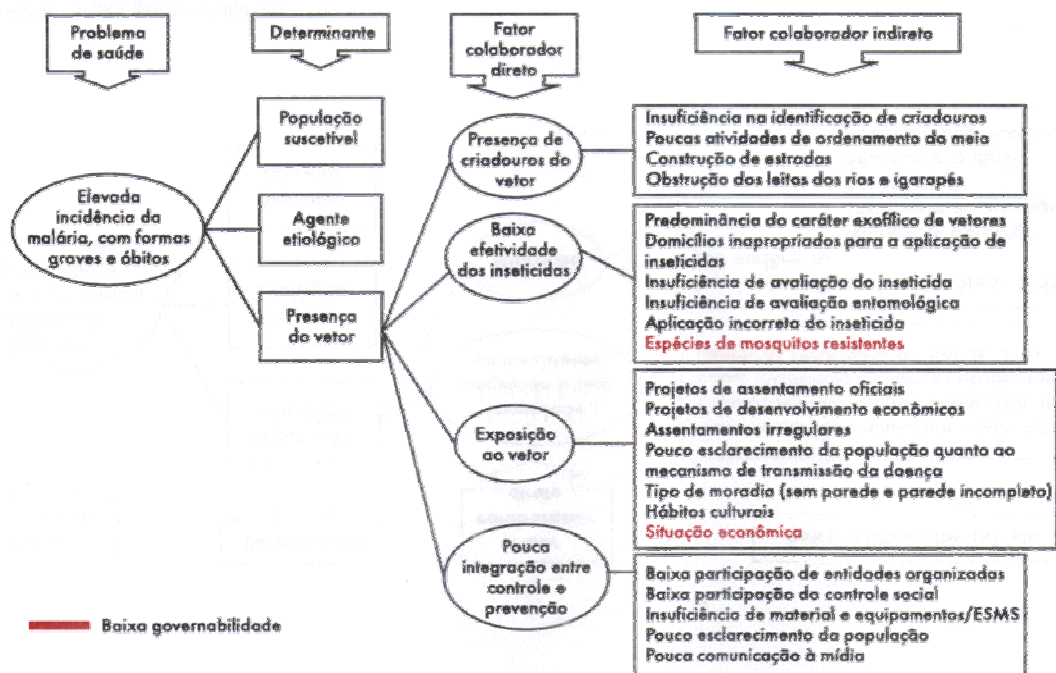 Problema
de saúde
Determinante
Fator
colaborador
direto
Fator colaborador indireto
População
suscetível
Elevada
incidência da
malária, com formas
graves e óbitos
Agente
etiológico
Presença
do vetor
Presença de
criadouros do
vetor
Insuficiência na identificação de criadouros
Poucas atividades de ordenamento do meio
Construção de estradas
Obstrução dos leitos dos rios e igarapés
Baixa
efetividade
dos inseticidas
Predominância do caráter exofílico de vetores
Domicílios inapropriados para a aplicação de
inseticidas
Insuficiência de avaliação do inseticida
Insuficiência de avaliação entomológica
Aplicação incorreta do inseticida
Espécies de mosquitos resistentes
Exposição
ao vetor
Projetos de assentamento oficiais
Projetos de desenvolvimento econômicos
Assentamentos irregulares
Pouco esclarecimento da população quanto ao
mecanismo de transmissão da doença
Tipo de moradia (sem parede e parede incompleta)
Hábitos culturais
Situação econômica
Pouca
integração entre
controle e
prevenção
Baixa participação de entidades organizadas
Baixa participação do controle social
Insuficiência de material e equipamentos/ESMS
Pouco esclarecimento da população
Pouca comunicação à mídia
Baixa governabilidade